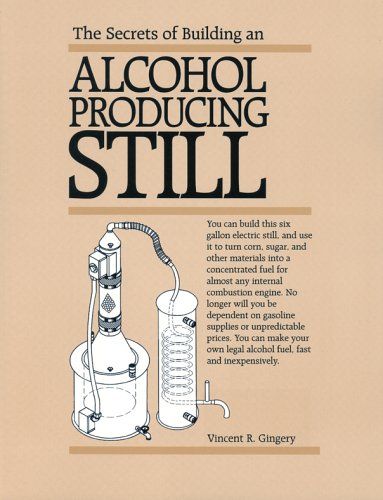 The Secrets of Building an
ALCOHOL
PRODUCING
STILL
You can build this six
gallon electric still, and use
it to turn corn, sugar, and
other materials into a
concentrated fuel for
almost any internal
combustion engine. No
longer will you be
dependent on gasoline
supplies or unpredictable
prices. You can make your
own legal alcohol fuel, fast
and inexpensively.
Vincent R. Gingery